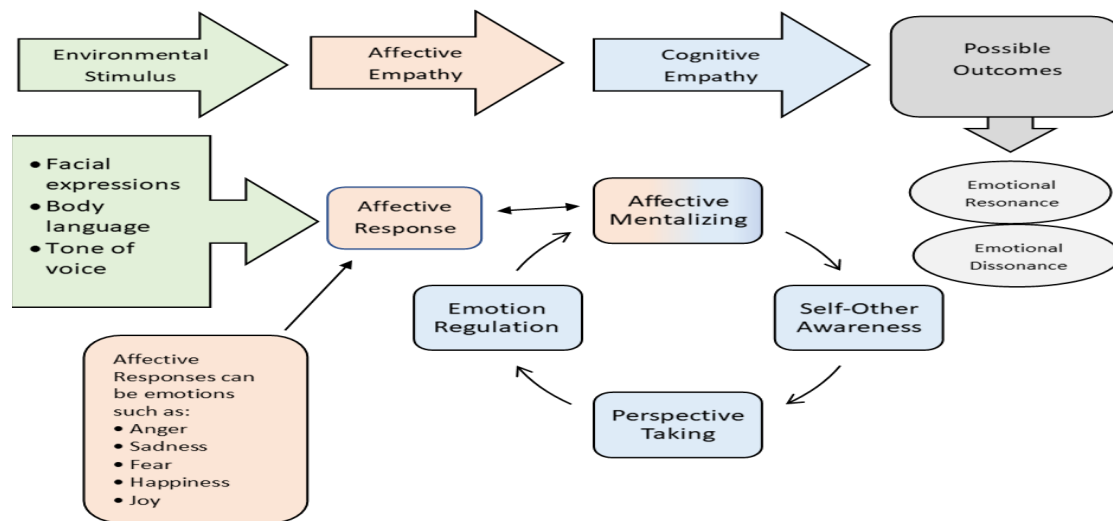 Environmental
Stimulus
Affective
Empathy
Cognitive
Empathy
Possible
Outcomes
• Facial
expressions
• Body
language
• Tone of
voice
Affective
Response
Affective
Mentalizing
Emotional
Resonance
Emotional
Dissonance
Emotion
Regulation
Self-Other
Awareness
Perspective
Taking
Affective
Responses can
be emotions
such as:
• Anger
• Sadness
• Fear
• Happiness
• Joy